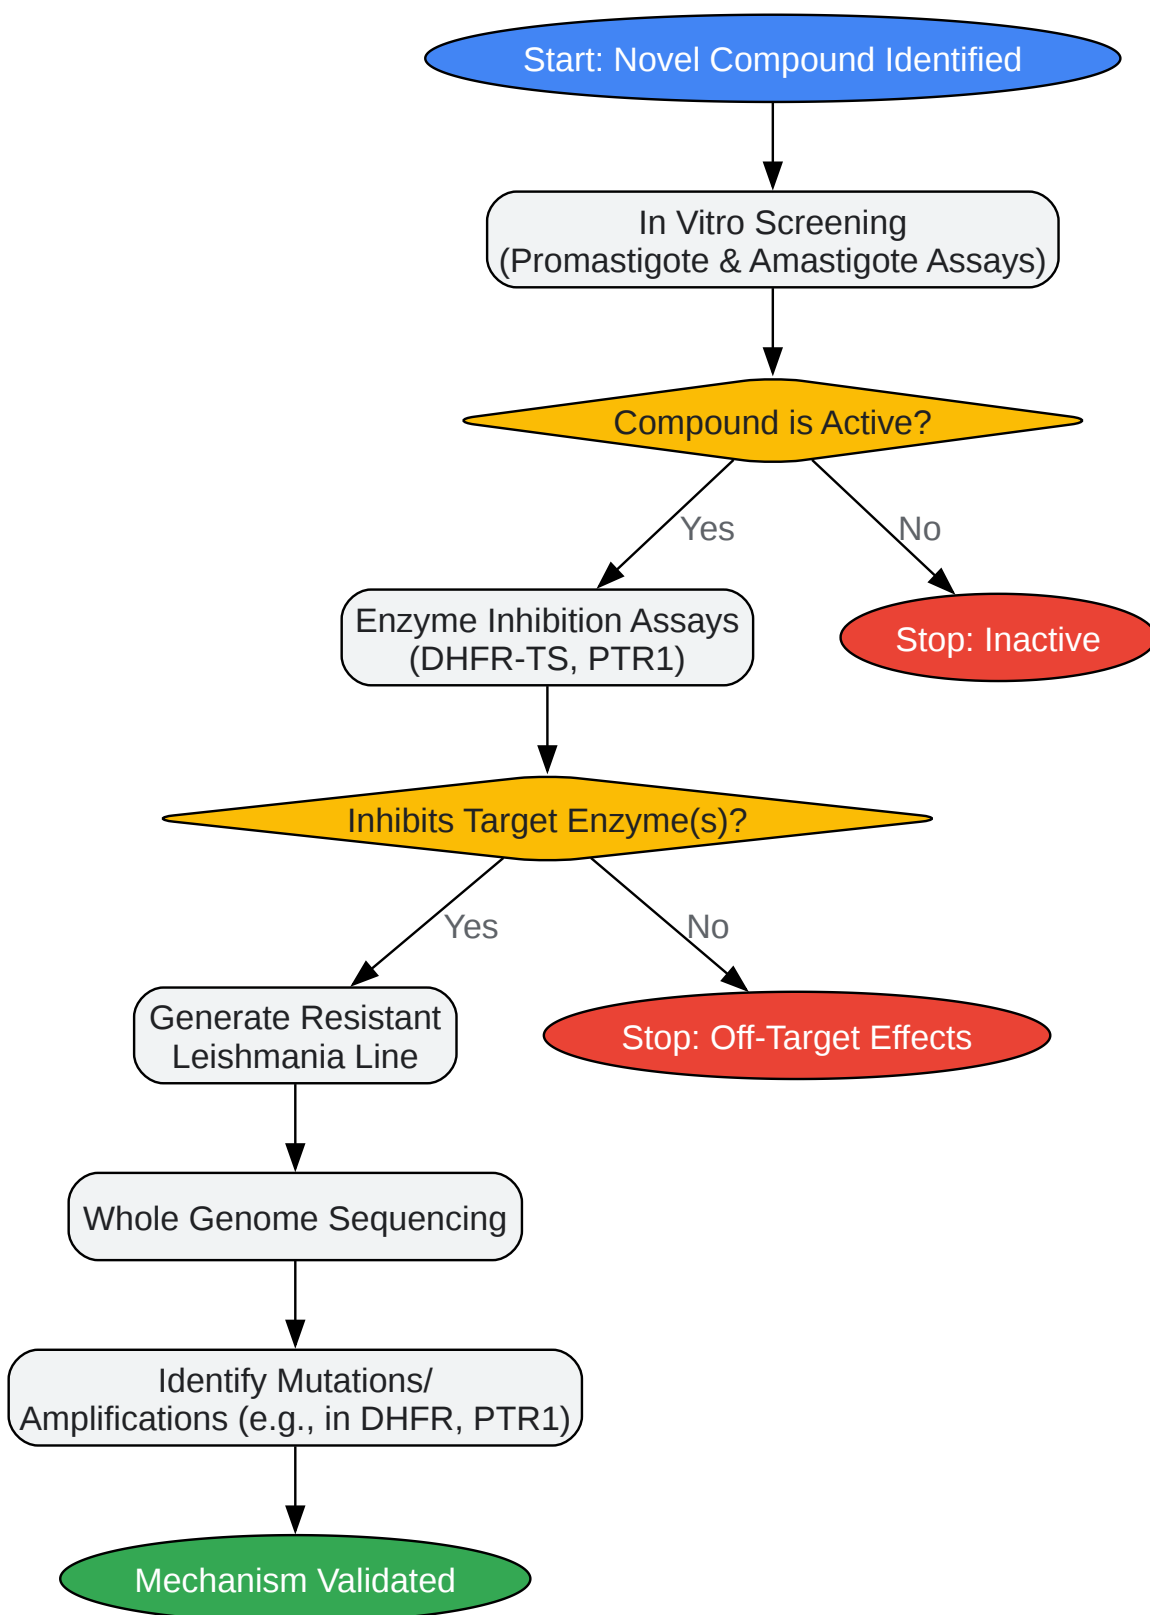 Start: Novel Compound Identified
In Vitro Screening
(Promastigote & Amastigote Assays)
Compound is Active?
Yes
No
Enzyme Inhibition Assays
(DHFR-TS, PTR1)
Stop: Inactive
Inhibits Target Enzyme(s)?
Yes
No
Generate Resistant
Leishmania Line
Stop: Off-Target Effects
Whole Genome Sequencing
Identify Mutations/
Amplifications (e.g., in DHFR, PTR1)
Mechanism Validated